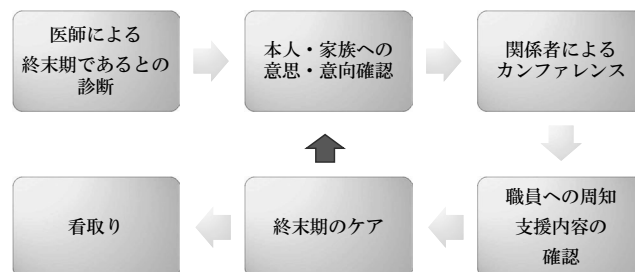 医師による
終末期であるとの
診断
本人・家族への
意思・意向確認
関係者による
カンファレンス
職員への周知
支援内容の
確認
終末期のケア
看取り